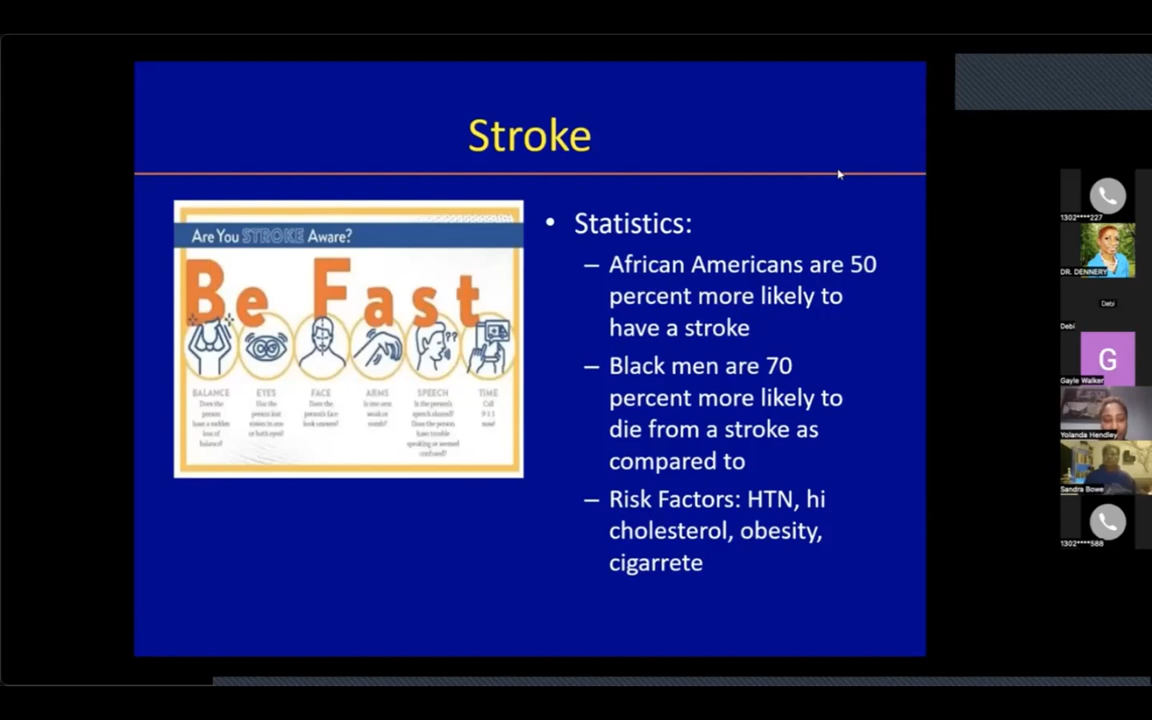 Stroke
Are You STROKE Aware?
Be Fast
BALANCE
Does the
person
have a sudden
loss of
balance?
EYES
Has the
person lost
vision in one
or both eyes?
FACE
Does the
person's face
look uneven?
ARMS
Is one arm
weak or
numb?
SPEECH
Is the person's
speech slurred?
Does the person
have trouble
speaking or seemed
confused?
TIME
Call
9-1-1
now!
• Statistics:
– African Americans are 50
percent more likely to
have a stroke
– Black men are 70
percent more likely to
die from a stroke as
compared to
– Risk Factors: HTN, hi
cholesterol, obesity,
cigarrete
1302****227
DR. DENNERY
Debi
Debi
G
Gayle Walker
Yolanda Hendley
Sandra Bowe
1302****588